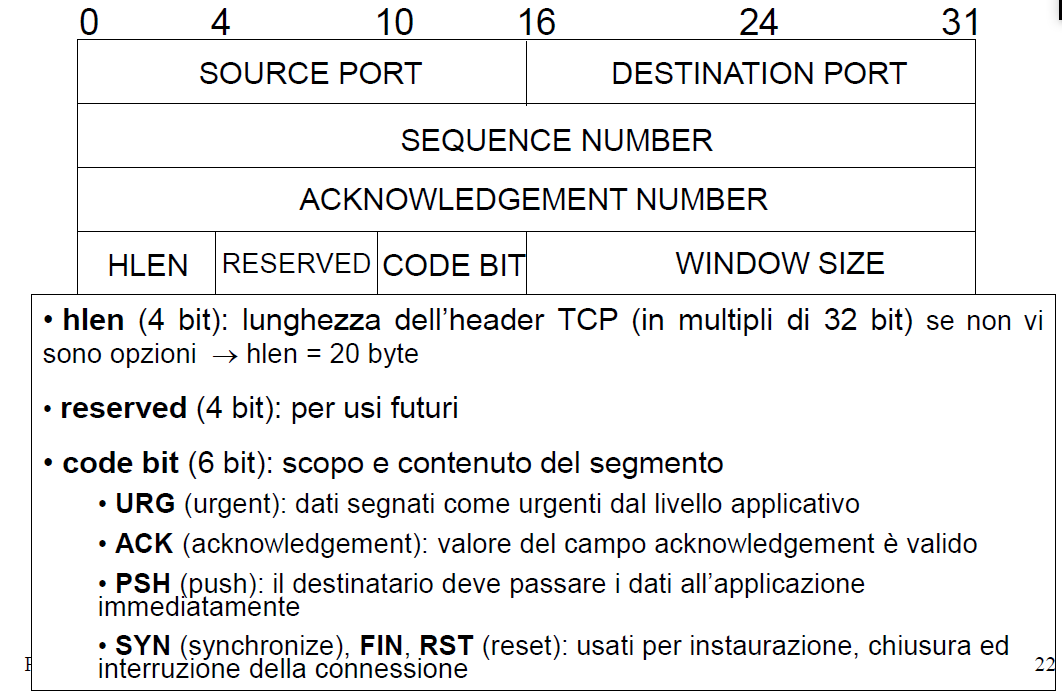 0 4 10 16 24 31
SOURCE PORT DESTINATION PORT
SEQUENCE NUMBER
ACKNOWLEDGEMENT NUMBER
HLEN RESERVED CODE BIT WINDOW SIZE
• hlen (4 bit): lunghezza dell’header TCP (in multipli di 32 bit) se non vi
sono opzioni → hlen = 20 byte
• reserved (4 bit): per usi futuri
• code bit (6 bit): scopo e contenuto del segmento
• URG (urgent): dati segnati come urgenti dal livello applicativo
• ACK (acknowledgement): valore del campo acknowledgement è valido
• PSH (push): il destinatario deve passare i dati all’applicazione
immediatamente
• SYN (synchronize), FIN, RST (reset): usati per instaurazione, chiusura ed
interruzione della connessione
22